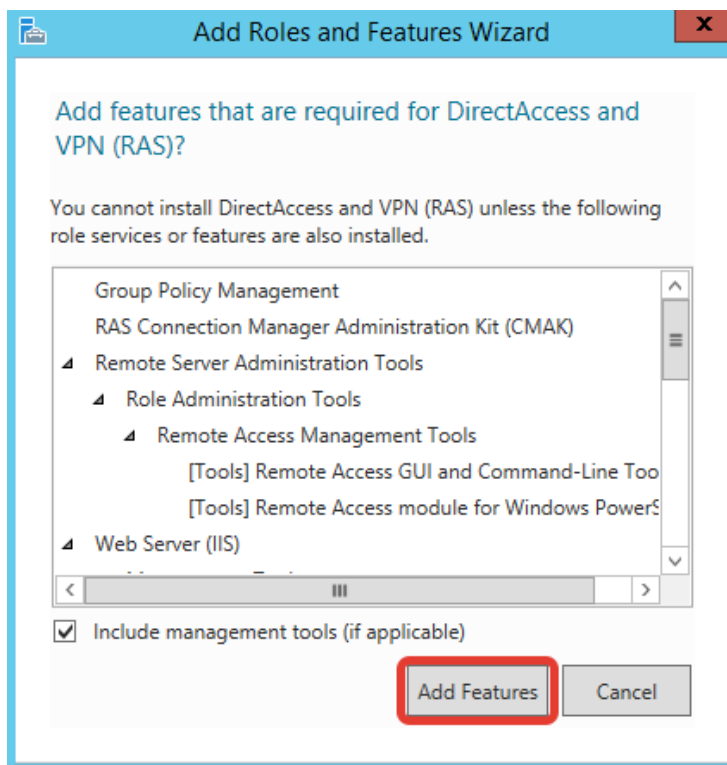 Add Roles and Features Wizard
x
Add features that are required for DirectAccess and
VPN (RAS)?
You cannot install DirectAccess and VPN (RAS) unless the following
role services or features are also installed.
Group Policy Management
RAS Connection Manager Administration Kit (CMAK)
Remote Server Administration Tools
Role Administration Tools
Remote Access Management Tools
[Tools] Remote Access GUI and Command-Line Too
[Tools] Remote Access module for Windows PowerS
Web Server (IIS)
Include management tools (if applicable)
Add Features
Cancel